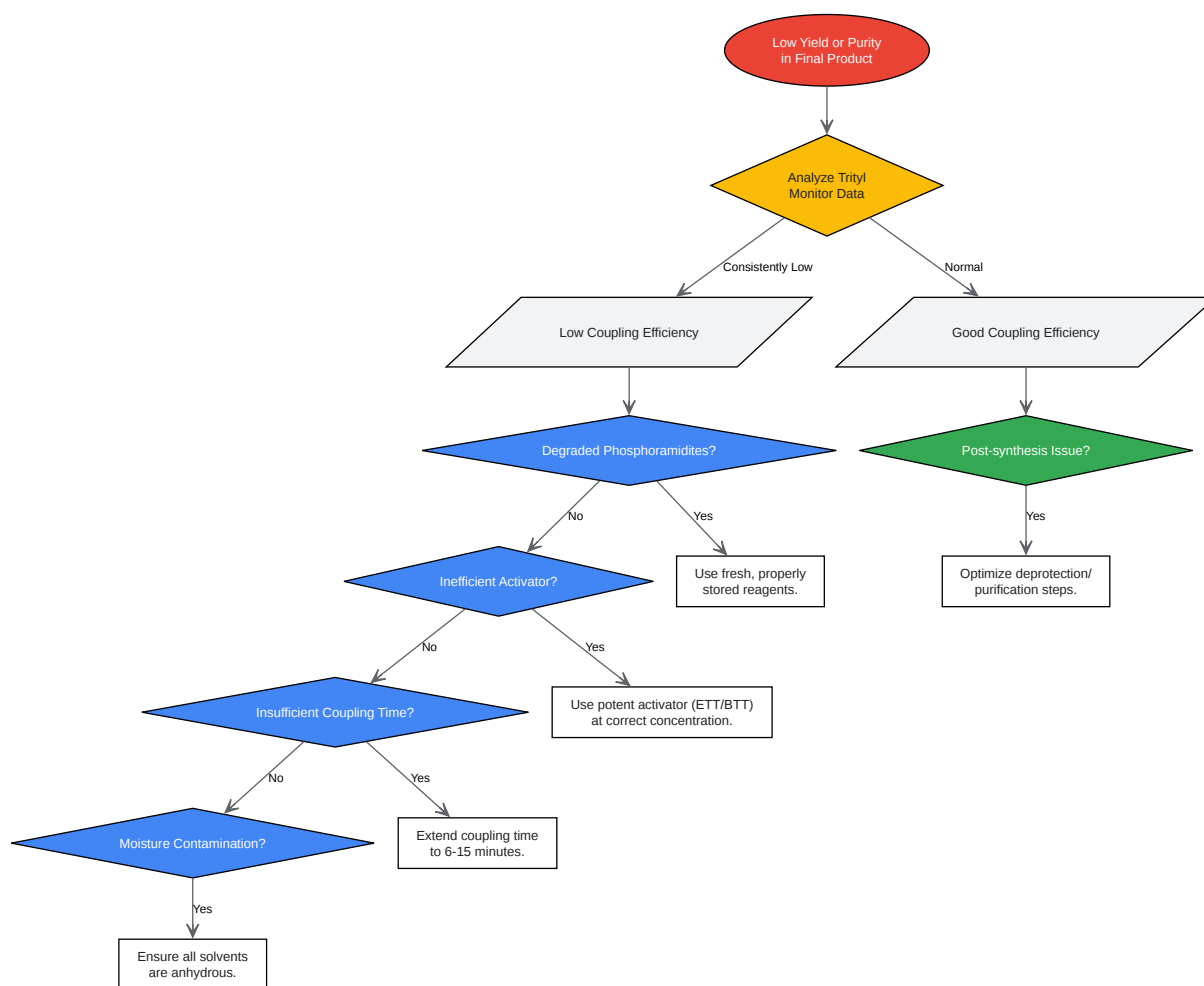 Low Yield or Purity
in Final Product
Analyze Trityl
Monitor Data
Consistently Low
Normal
Low Coupling Efficiency
Good Coupling Efficiency
Degraded Phosphoramidites?
Post-synthesis Issue?
No
Yes
Yes
Inefficient Activator?
Use fresh, properly
stored reagents.
Optimize deprotection/
purification steps.
No
Yes
Insufficient Coupling Time?
Use potent activator (ETT/BTT)
at correct concentration.
No
Yes
Moisture Contamination?
Extend coupling time
to 6-15 minutes.
Yes
Ensure all solvents
are anhydrous.